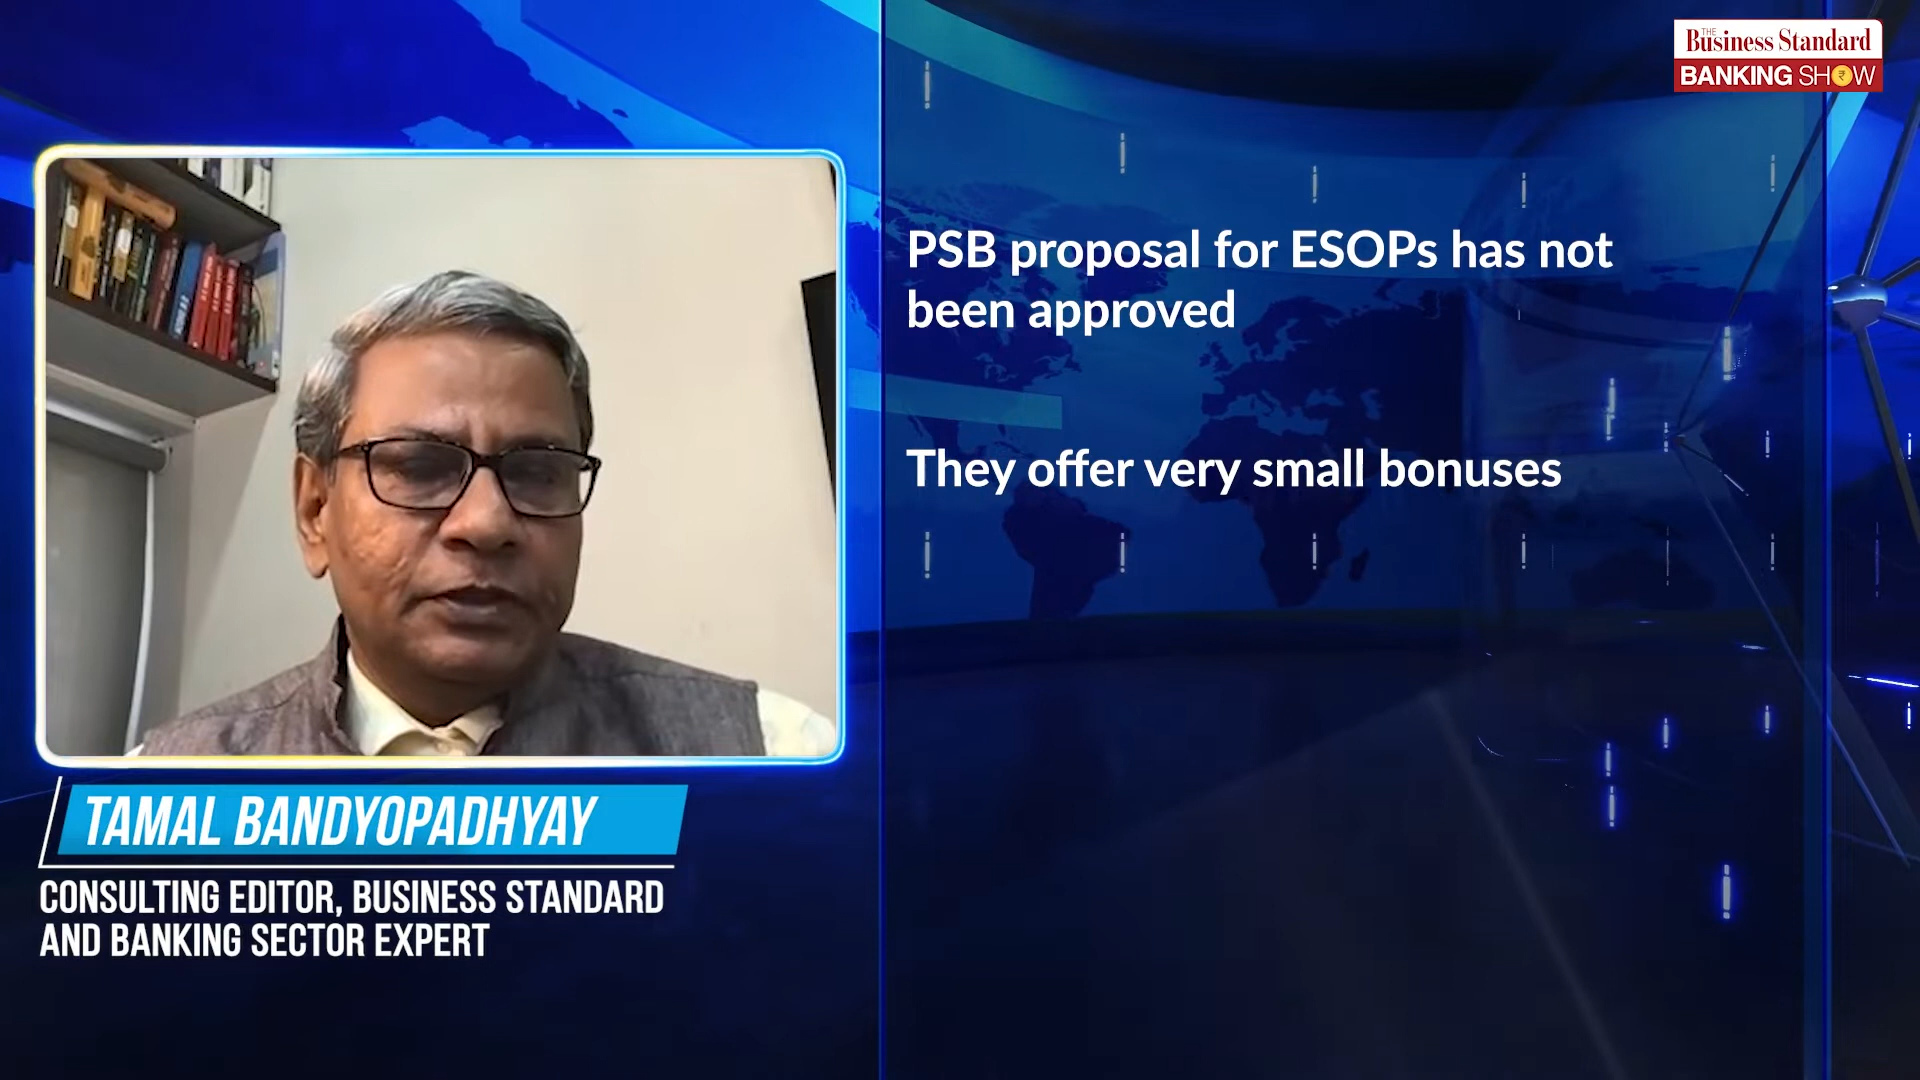 THE
Business Standard
BANKING SHOW
PSB proposal for ESOPs has not
been approved
They offer very small bonuses
TAMAL BANDYOPADHYAY
CONSULTING EDITOR, BUSINESS STANDARD
AND BANKING SECTOR EXPERT